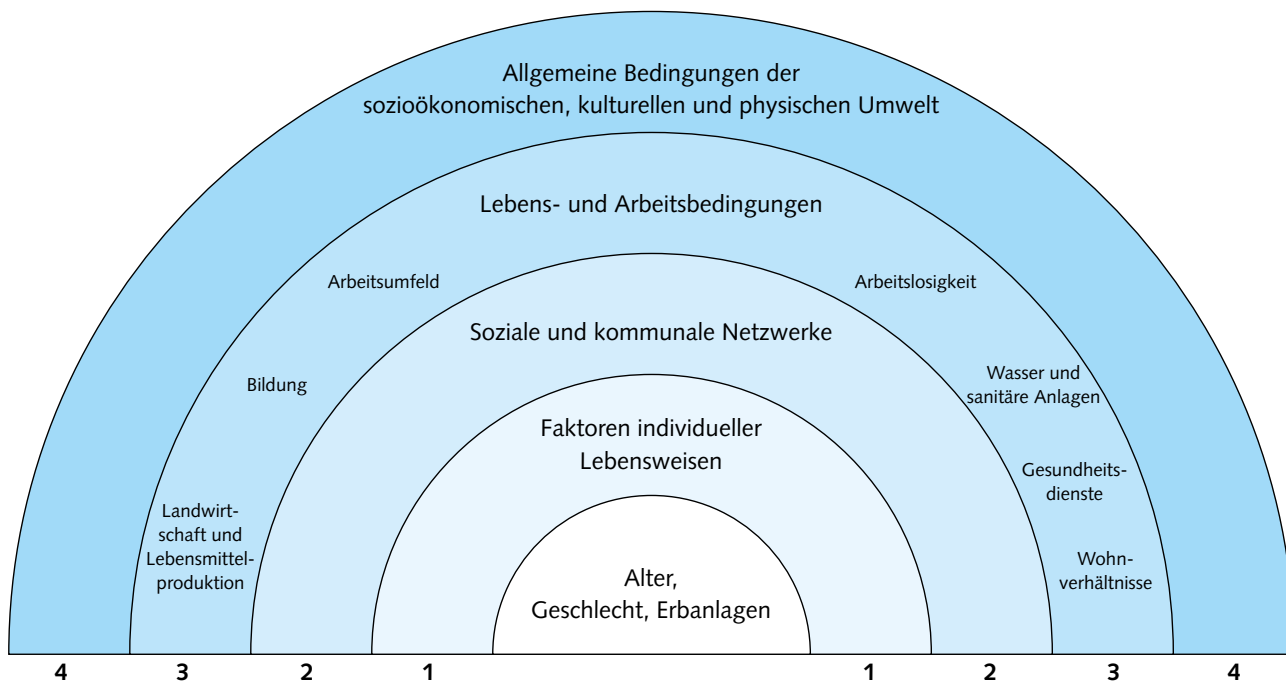 Allgemeine Bedingungen der
sozioökonomischen, kulturellen und physischen Umwelt
Lebens- und Arbeitsbedingungen
Arbeitsumfeld
Arbeitslosigkeit
Soziale und kommunale Netzwerke
Bildung
Wasser und
sanitäre Anlagen
Faktoren individueller
Lebensweisen
Gesundheits-
dienste
Landwirt-
schaft und
Lebensmittel-
produktion
Wohn-
verhältnisse
Alter,
Geschlecht, Erbanlagen
4 3 2 1 1 2 3 4